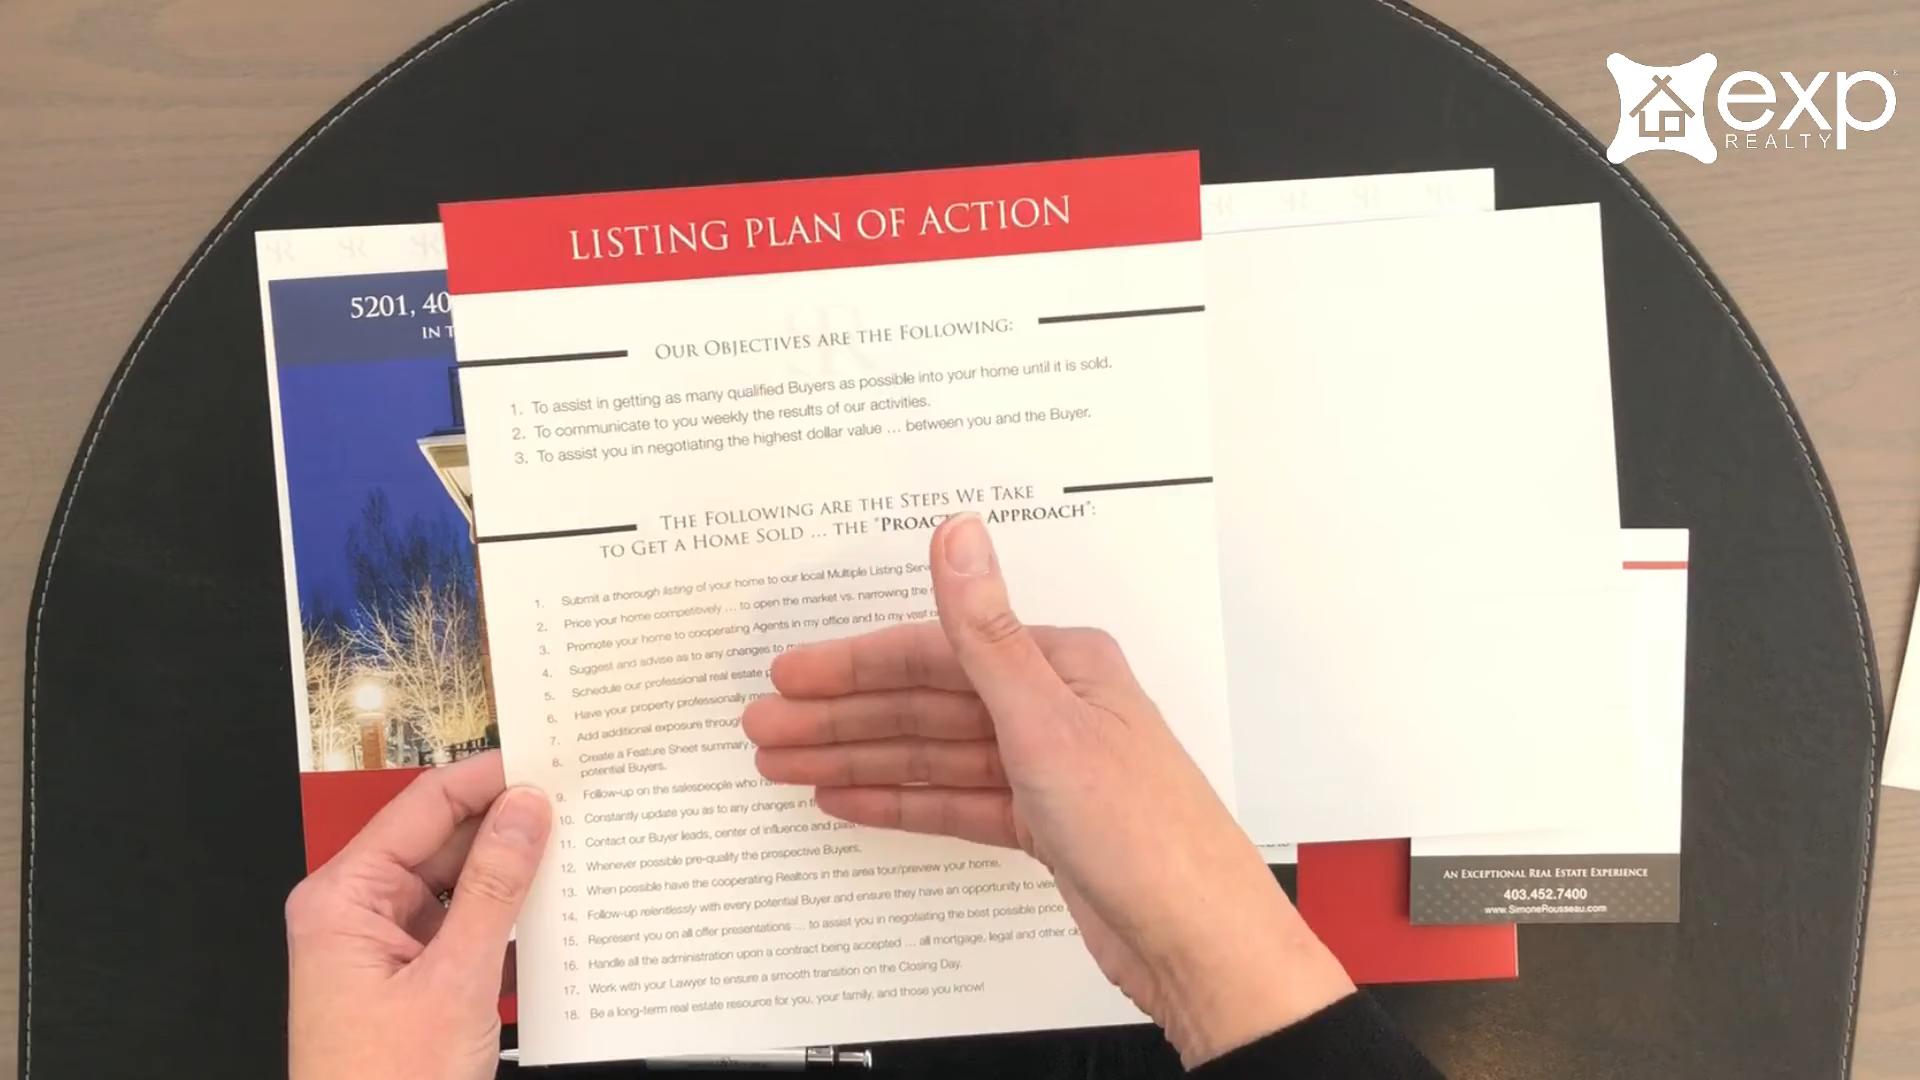 exp
REALTY
LISTING PLAN OF ACTION
5201, 40
IN T
OUR OBJECTIVES ARE THE FOLLOWING:
1. To assist in getting as many qualified Buyers as possible into your home until it is sold.
2. To communicate to you weekly the results of our activities.
3. To assist you in negotiating the highest dollar value ... between you and the Buyer.
THE FOLLOWING ARE THE STEPS WE TAKE
TO GET A HOME SOLD ... THE "PROAC APPROACH":
1. Submit a thorough listing of your home to our local Multiple Listing Serv
2. Price your home competitively ... to open the market vs. narrowing the
3. Promote your home to cooperating Agents in my office and to my vast
4. Suggest and advise as to any changes to
5. Schedule our professional real estate
6. Have your property professionally
7. Add additional exposure through
8. Create a Feature Sheet summary
potential Buyers.
9. Follow-up on the salespeople who
10. Constantly update you as to any changes in
11. Contact our Buyer leads, center of influence and
12. Whenever possible pre-qualify the prospective Buyers.
13. When possible have the cooperating Realtors in the area tour/preview your home.
14. Follow-up relentlessly with every potential Buyer and ensure they have an opportunity to
15. Represent you on all offer presentations ... to assist you in negotiating the best possible price
16. Handle all the administration upon a contract being accepted ... all mortgage, legal and other
17. Work with your Lawyer to ensure a smooth transition on the Closing Day.
18. Be a long-term real estate resource for you, your family, and those you know!
AN EXCEPTIONAL REAL ESTATE EXPERIENCE
403.452.7400
www.SimoneRousseau.com